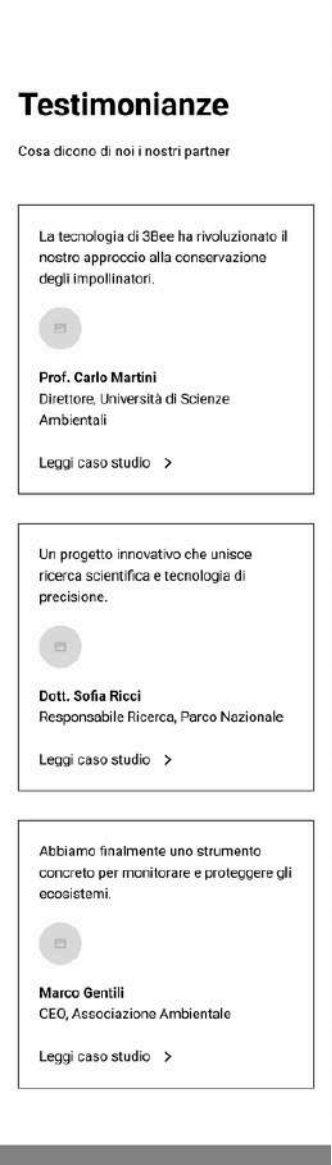 Testimonianze
Cosa dicono di noi i nostri partner
La tecnologia di 3Bee ha rivoluzionato il
nostro approccio alla conservazione
degli impollinatori.
Prof. Carlo Martini
Direttore, Università di Scienze
Ambientali
Leggi caso studio
Un progetto innovativo che unisce
ricerca scientifica e tecnologia di
precisione.
Dott. Sofia Ricci
Responsabile Ricerca, Parco Nazionale
Leggi caso studio
Abbiamo finalmente uno strumento
concreto per monitorare e proteggere gli
ecosistemi.
Marco Gentili
CEO, Associazione Ambientale
Leggi caso studio